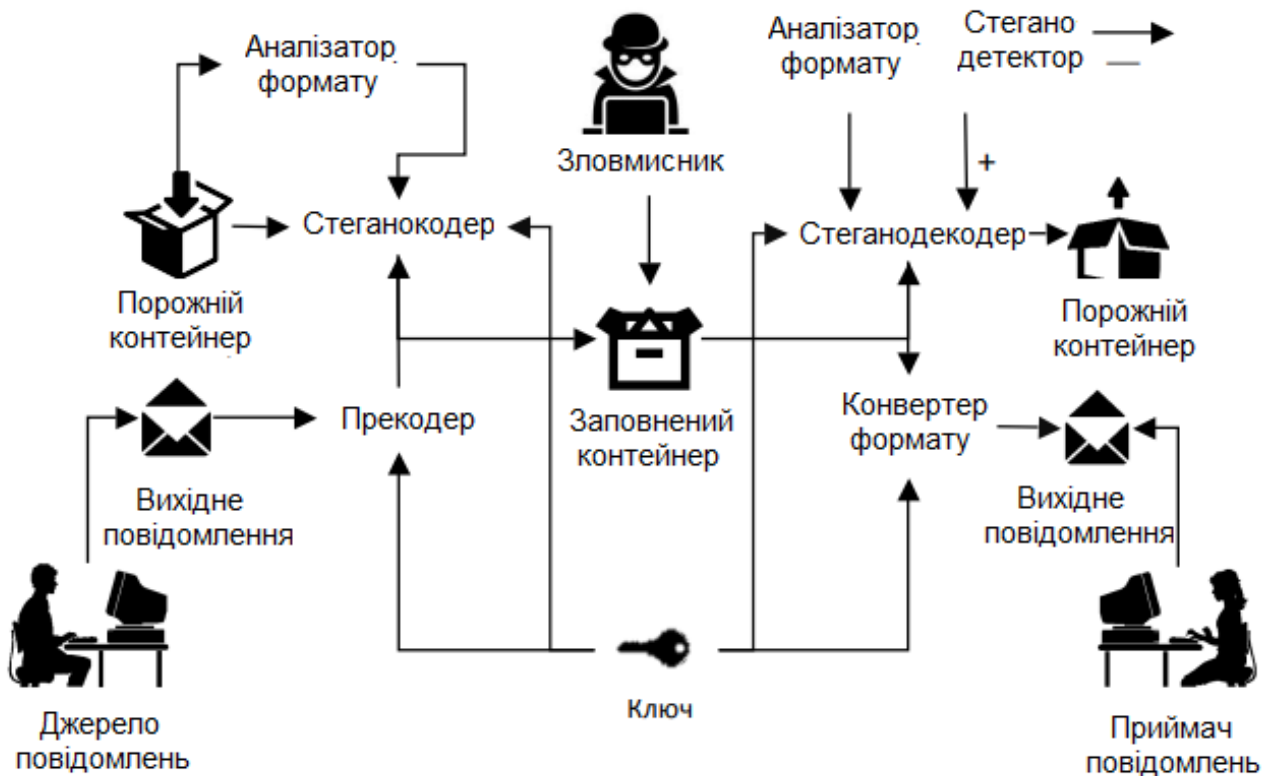 Аналізатор
формату
Зловмисник
Аналізатор
формату
Стегано
детектор
+
Стеганокодер
Стеганодекодер
Порожній
контейнер
Порожній
контейнер
Прекодер
Заповнений
контейнер
Конвертер
формату
Вихідне
повідомлення
Вихідне
повідомлення
Ключ
Джерело
повідомлень
Приймач
повідомлень